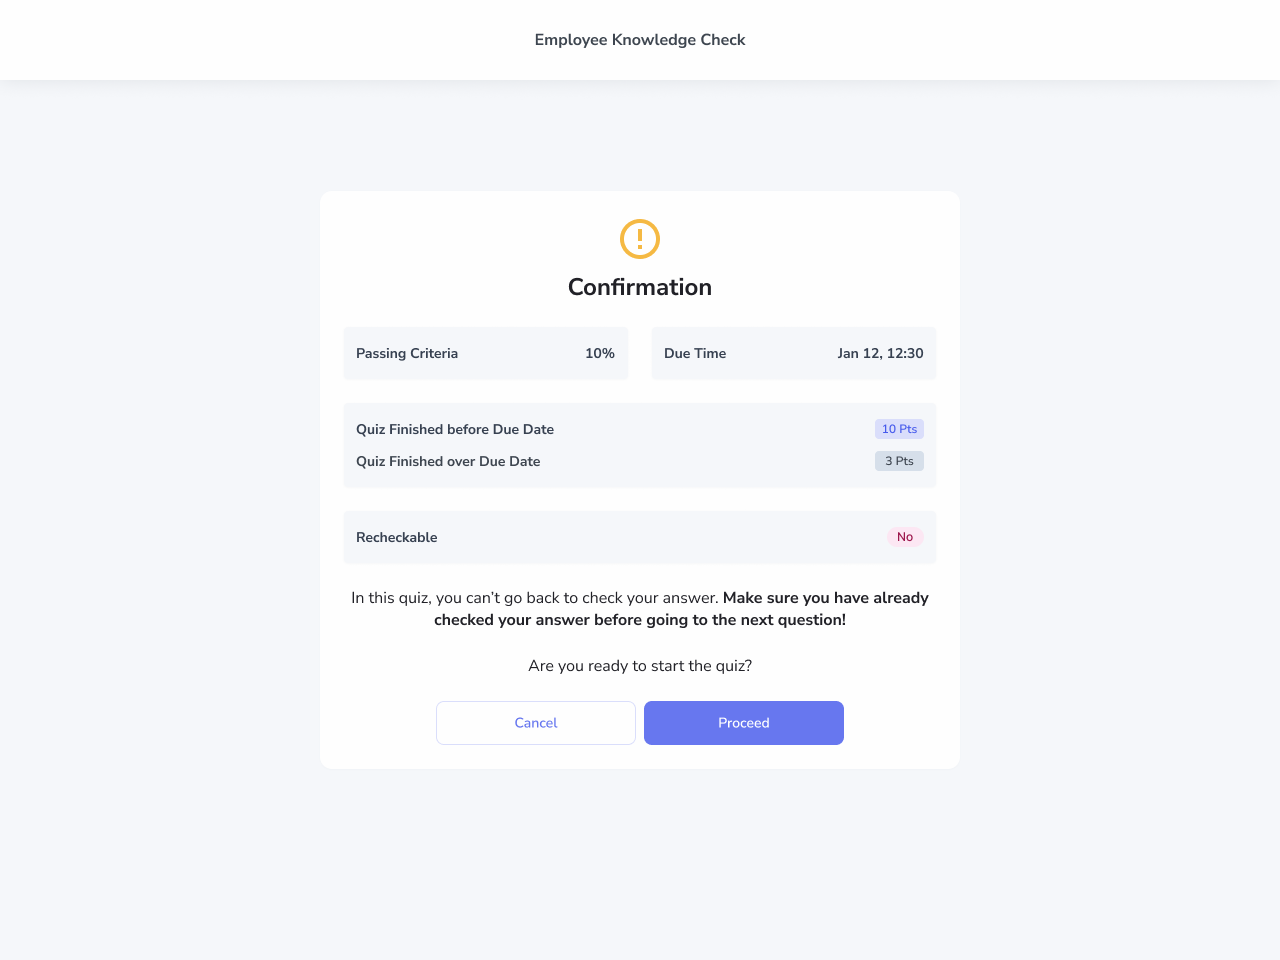 Employee Knowledge Check
Confirmation
Passing Criteria 10%
Due Time Jan 12, 12:30
Quiz Finished before Due Date 10 Pts
Quiz Finished over Due Date 3 Pts
Recheckable No
In this quiz, you can’t go back to check your answer. Make sure you have already
checked your answer before going to the next question!
Are you ready to start the quiz?
Cancel Proceed